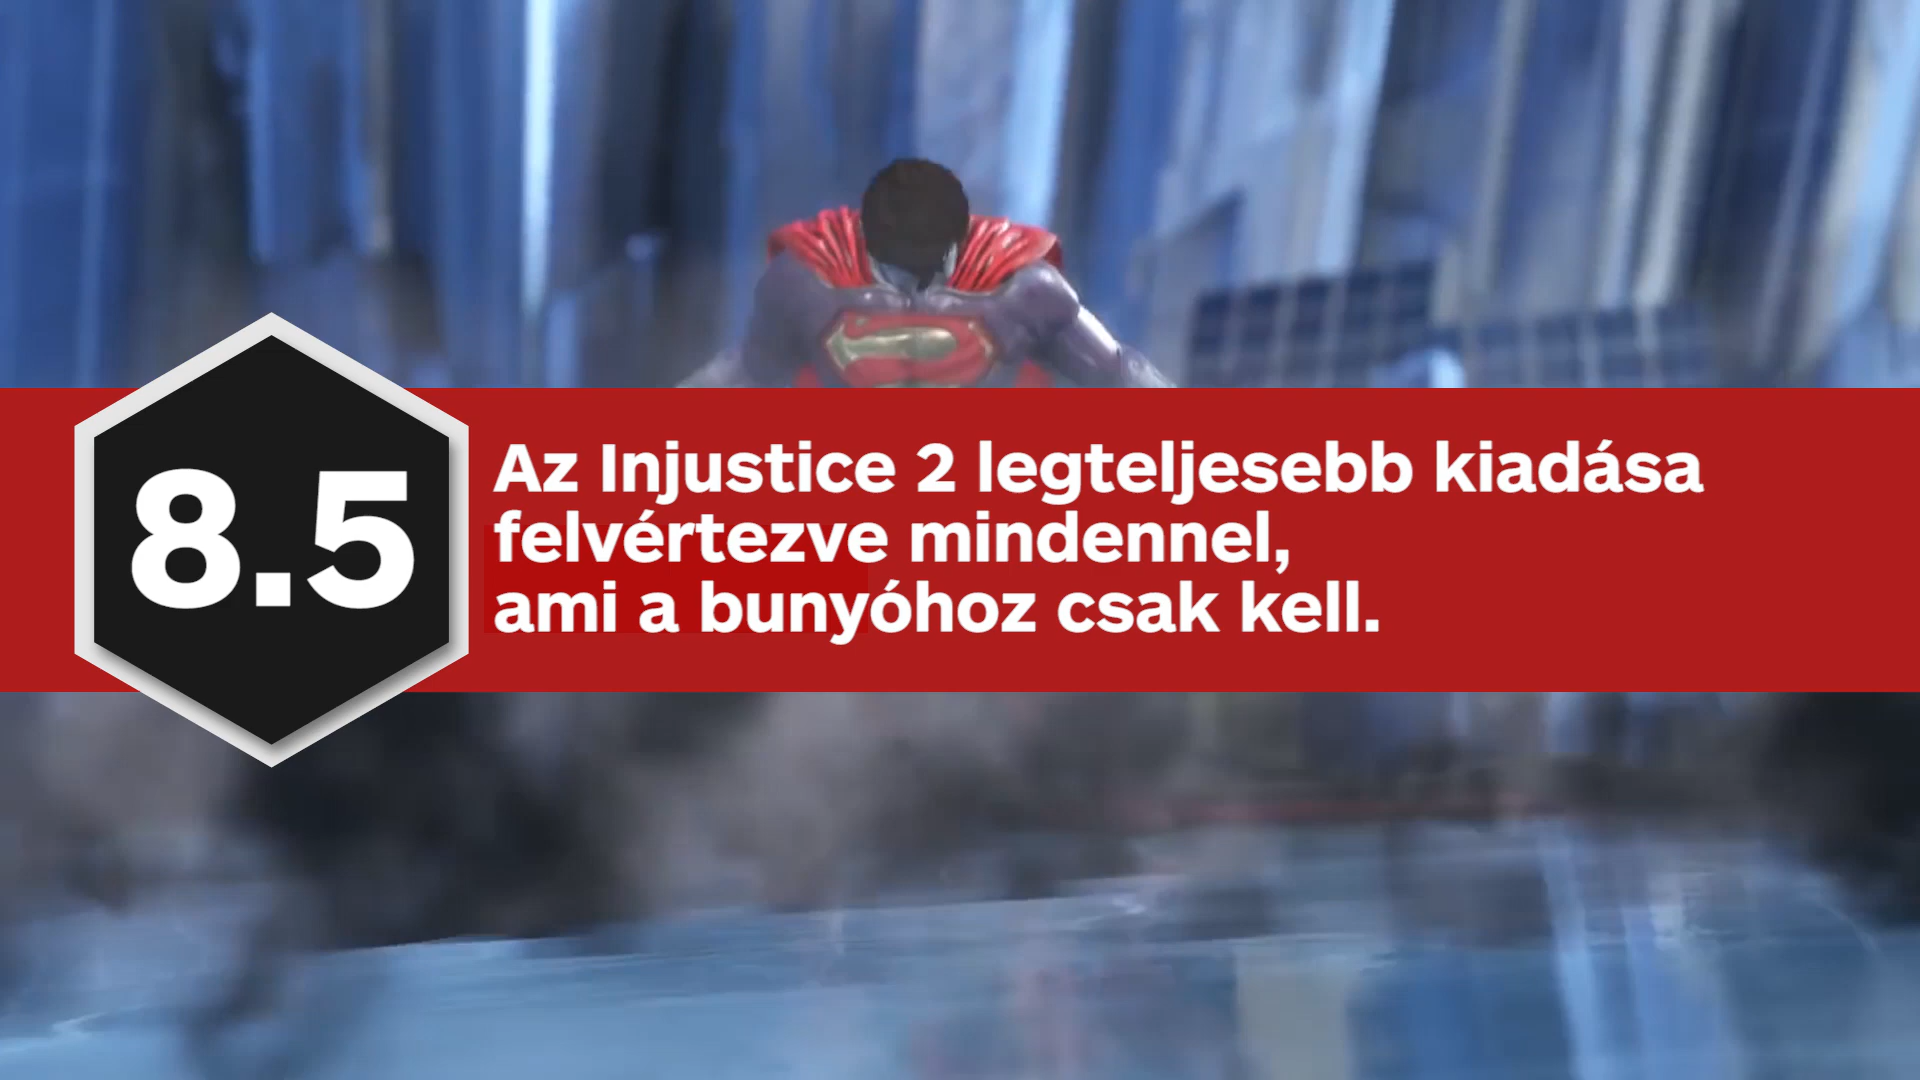 8.5
Az Injustice 2 legteljesebb kiadása
felvértezve mindennel,
ami a bunyóhoz csak kell.